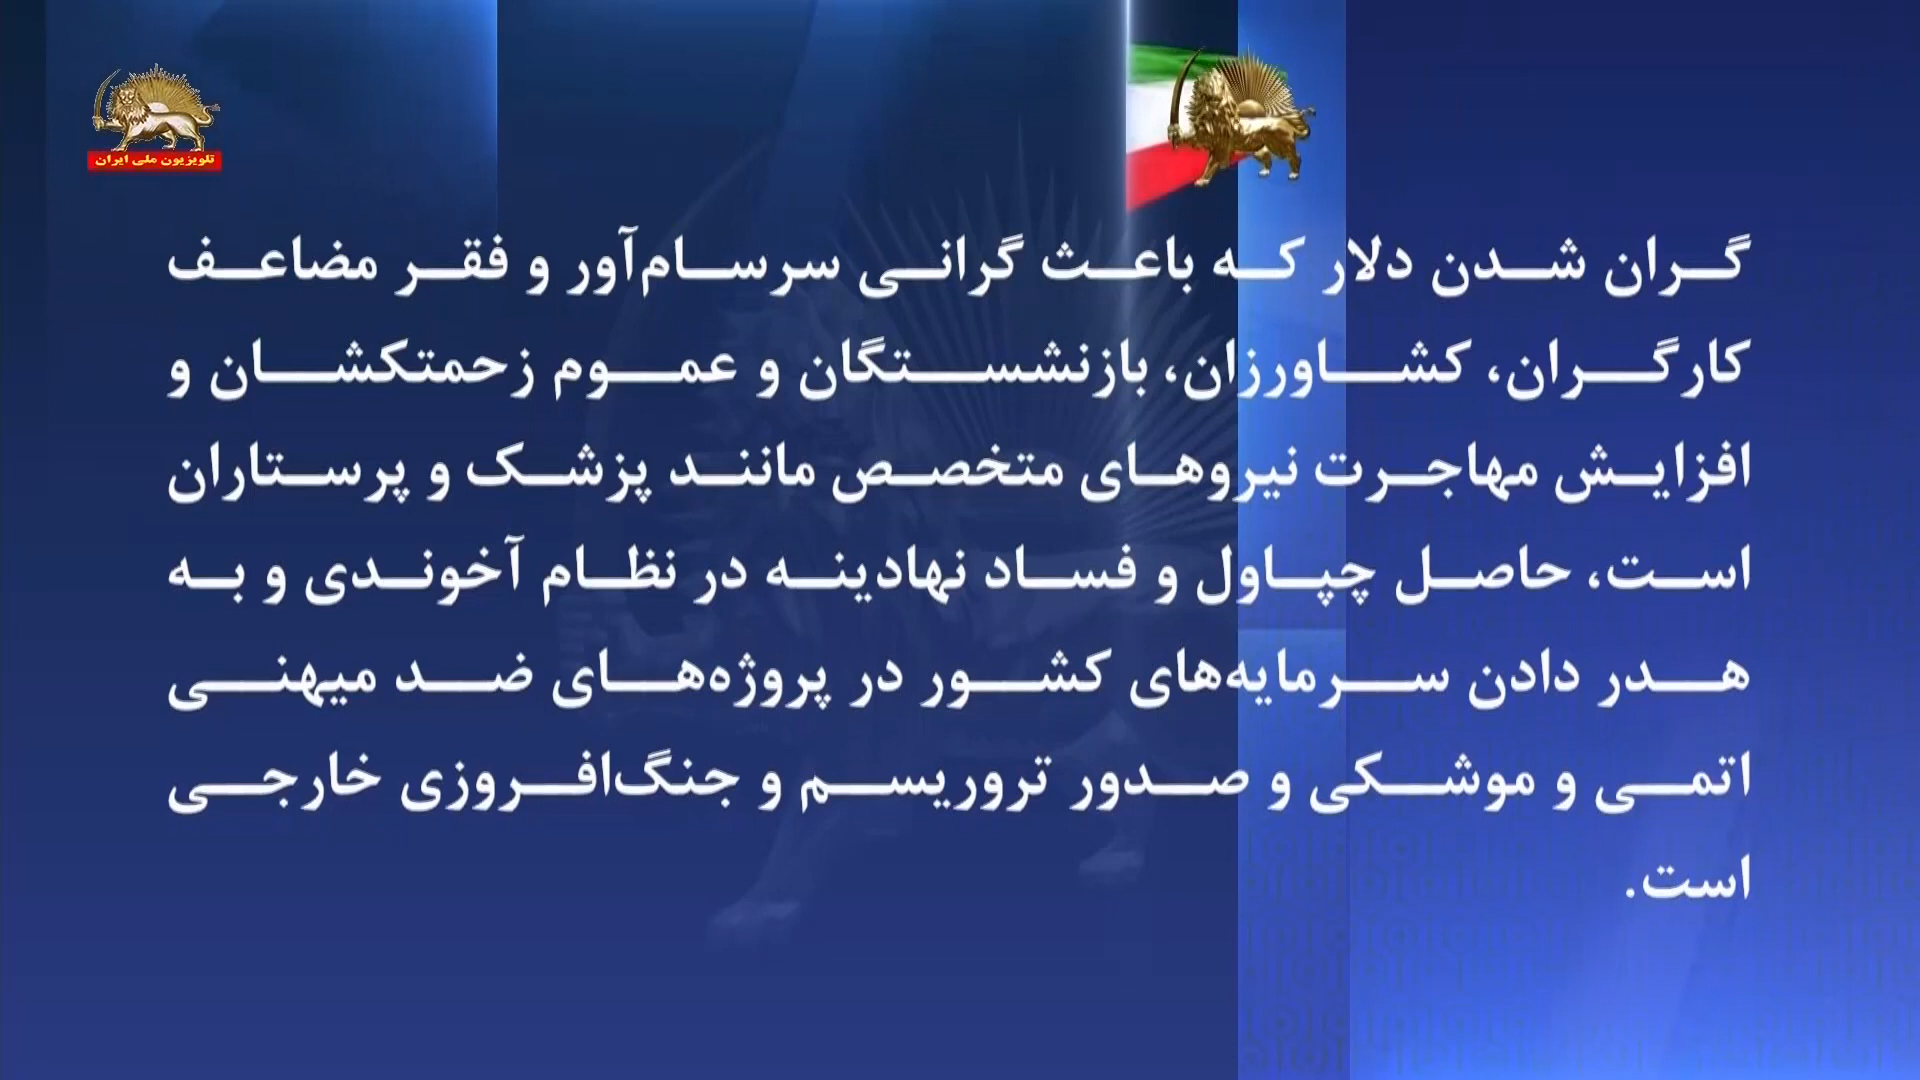 تلویزیون ملی ایران
گران شدن دلار که باعث گرانی سرسام‌آور و فقر مضاعف
کارگران، کشاورزان، بازنشستگان و عموم زحمتکشان و
افزایش مهاجرت نیروهای متخصص مانند پزشک و پرستاران
است، حاصل چپاول و فساد نهادینه در نظام آخوندی و به
هدر دادن سرمایه‌های کشور در پروژه‌های ضد میهنی
اتمی و موشکی و صدور تروریسم و جنگ‌افروزی خارجی
است.